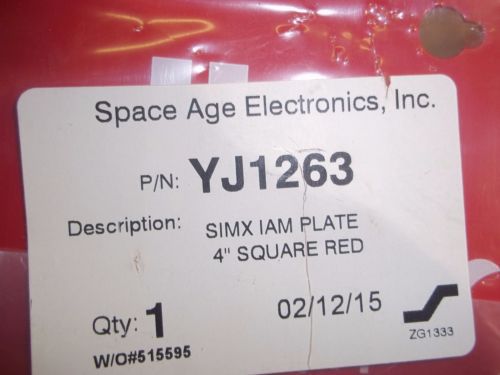 Space Age Electronics, Inc.
P/N: YJ1263
Description: SIMX IAM PLATE
4" SQUARE RED
Qty: 1
02/12/15
W/O#515595
ZG1333